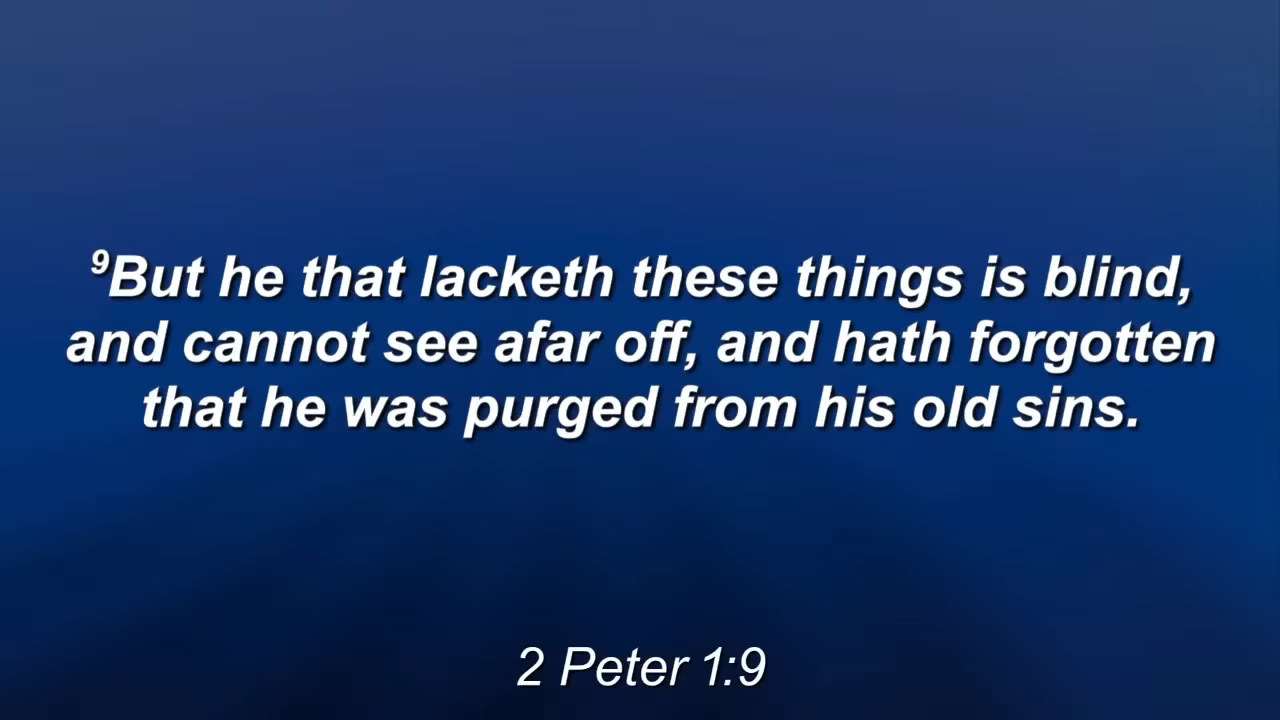 ⁹But he that lacketh these things is blind,
and cannot see afar off, and hath forgotten
that he was purged from his old sins.
2 Peter 1:9